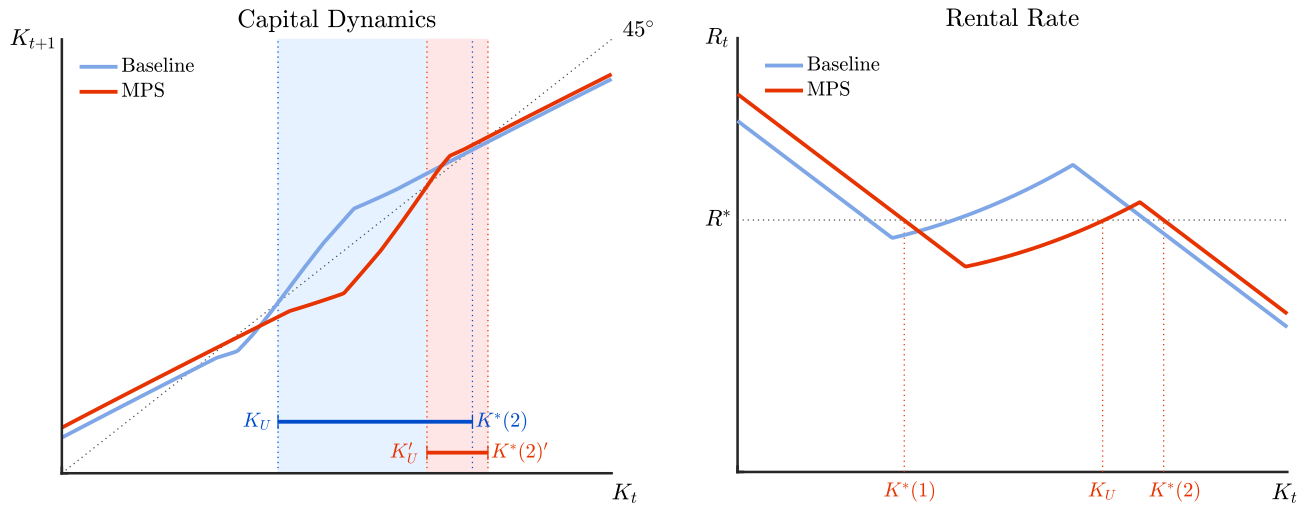 Capital Dynamics
K_{t+1}
45°
Baseline
MPS
K_U
K*(2)
K'_U
K*(2)'
K_t
Rental Rate
R_t
Baseline
MPS
R*
K*(1)
K_U
K*(2)
K_t